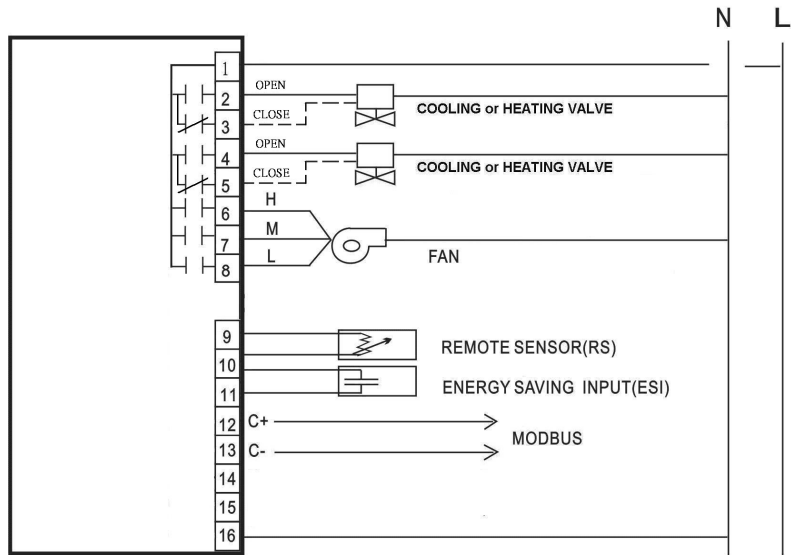 N L
1
OPEN
2
COOLING or HEATING VALVE
CLOSE
3
OPEN
4
COOLING or HEATING VALVE
CLOSE
5
H
6
M
7
FAN
L
8
9
REMOTE SENSOR(RS)
10
ENERGY SAVING INPUT(ESI)
11
12 C+
MODBUS
13 C-
14
15
16